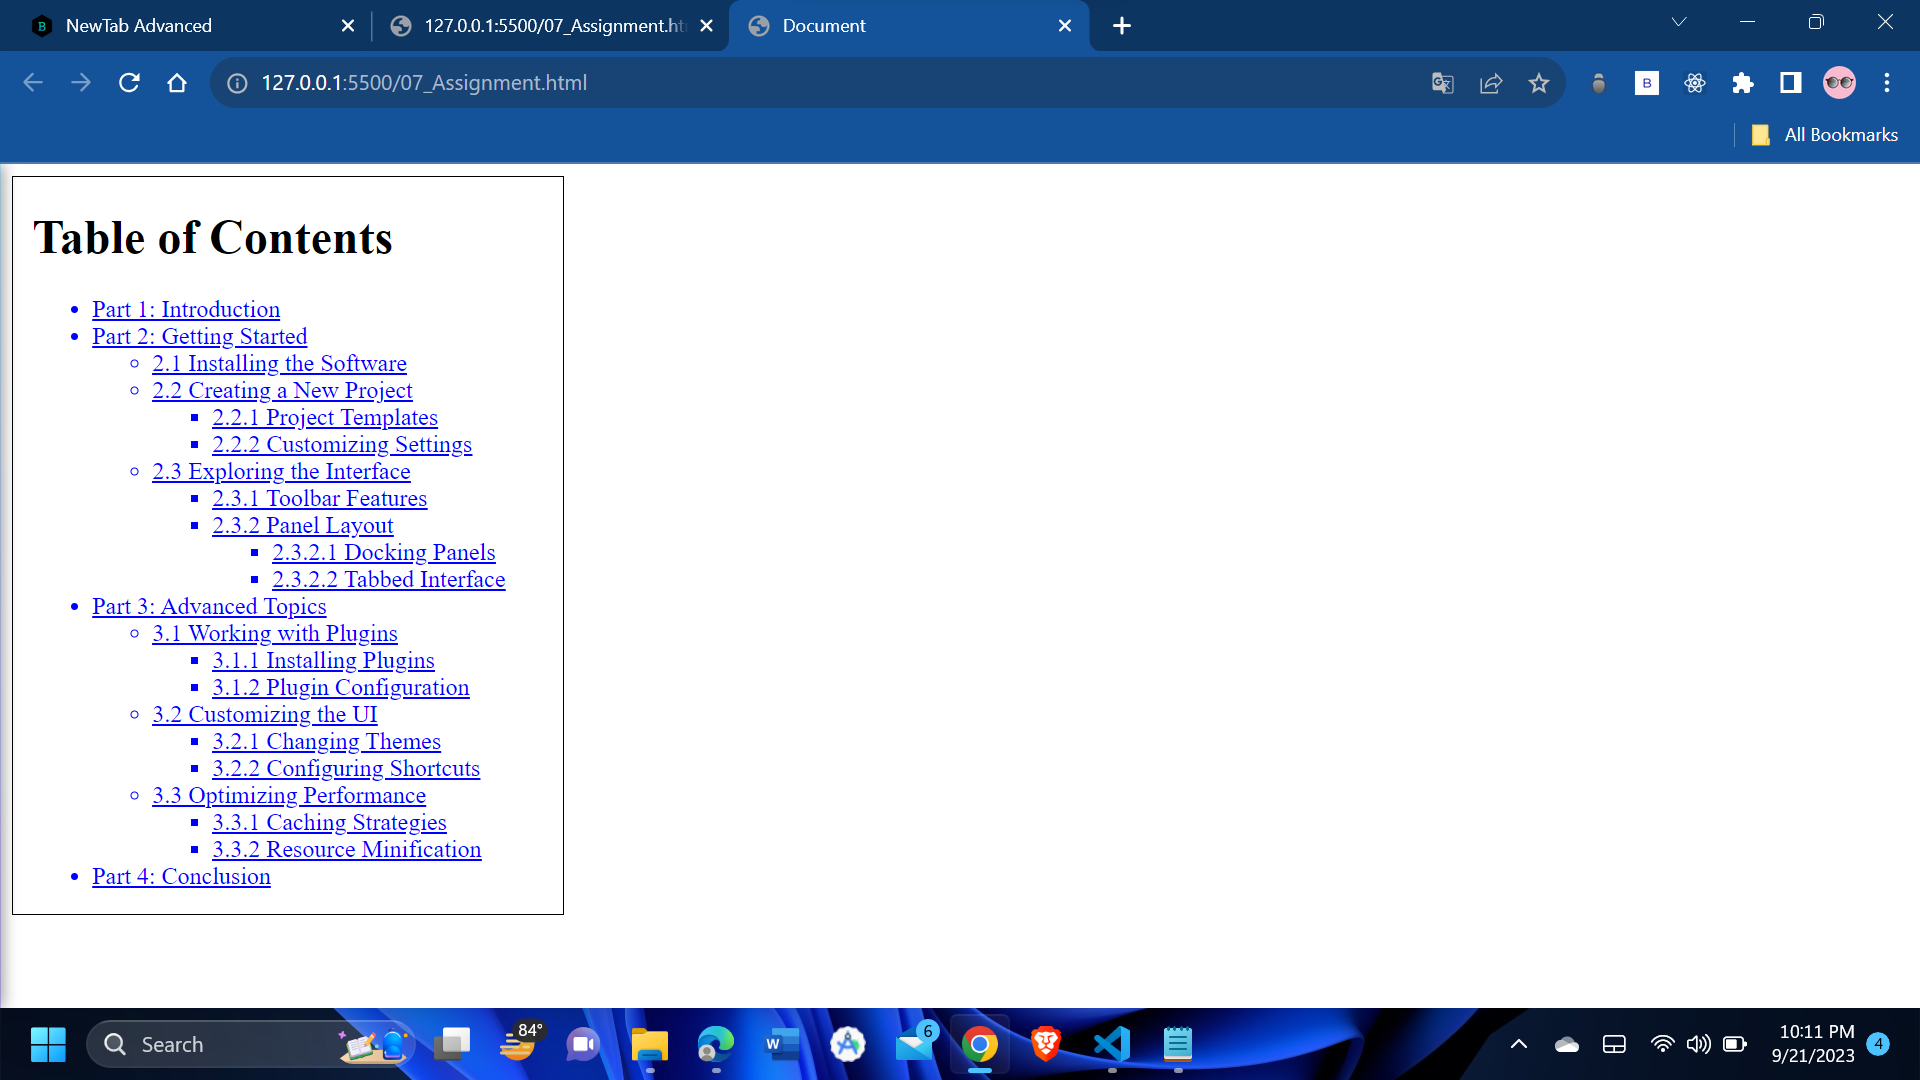 NewTab Advanced
127.0.0.1:5500/07_Assignment.ht
Document
127.0.0.1:5500/07_Assignment.html
B
All Bookmarks
Table of Contents
Part 1: Introduction
Part 2: Getting Started
2.1 Installing the Software
2.2 Creating a New Project
2.2.1 Project Templates
2.2.2 Customizing Settings
2.3 Exploring the Interface
2.3.1 Toolbar Features
2.3.2 Panel Layout
2.3.2.1 Docking Panels
2.3.2.2 Tabbed Interface
Part 3: Advanced Topics
3.1 Working with Plugins
3.1.1 Installing Plugins
3.1.2 Plugin Configuration
3.2 Customizing the UI
3.2.1 Changing Themes
3.2.2 Configuring Shortcuts
3.3 Optimizing Performance
3.3.1 Caching Strategies
3.3.2 Resource Minification
Part 4: Conclusion
Search
84°
W
6
10:11 PM
9/21/2023
4